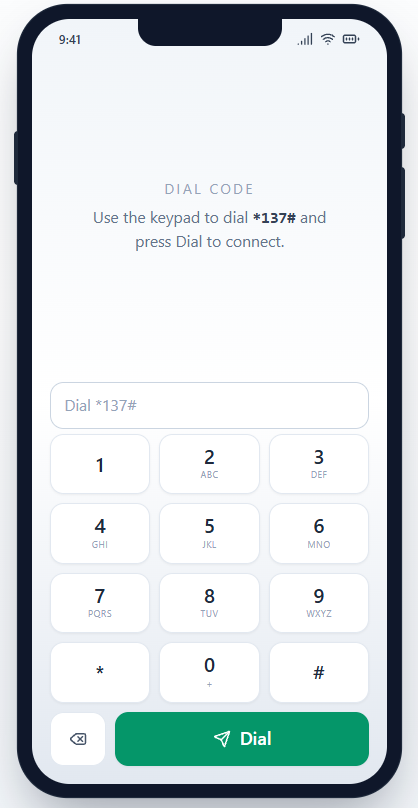 9:41
DIAL CODE
Use the keypad to dial *137# and
press Dial to connect.
Dial *137#
1
2
ABC
3
DEF
4
GHI
5
JKL
6
MNO
7
PQRS
8
TUV
9
WXYZ
*
0
+
#
Dial